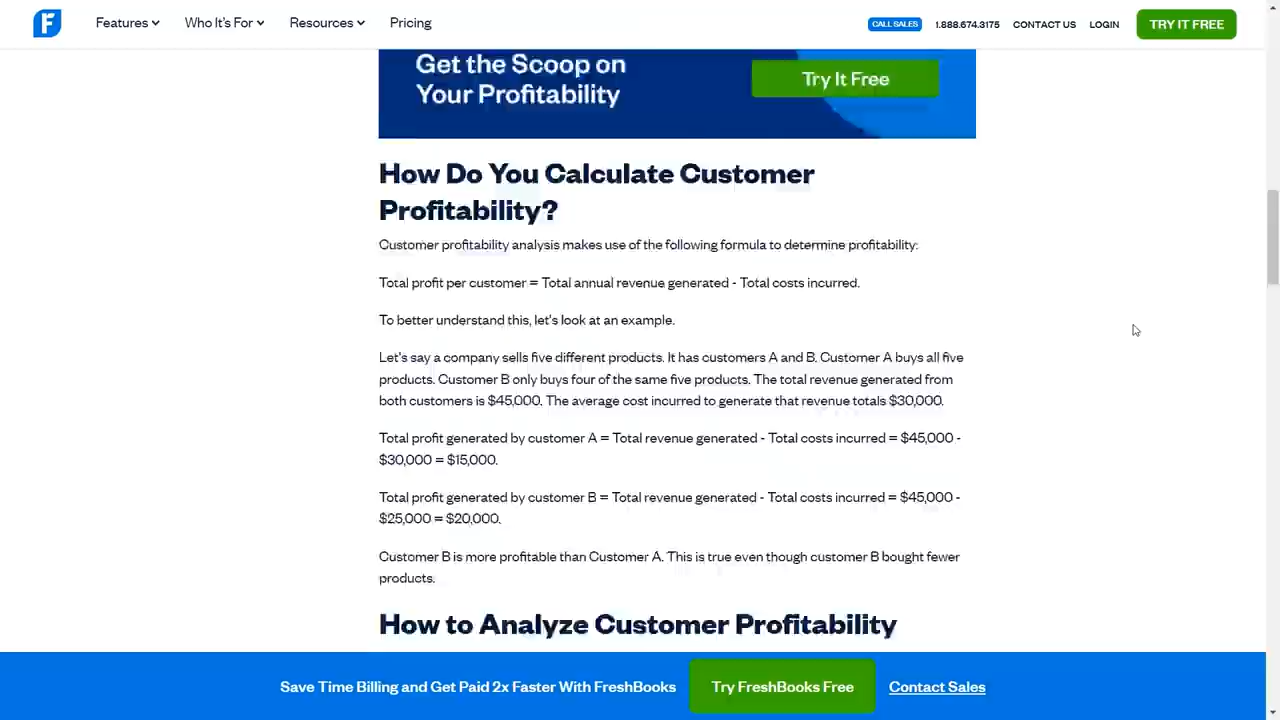 F
Features Who It's For Resources Pricing CALL SALES 1.888.674.3175 CONTACT US LOGIN TRY IT FREE
Get the Scoop on
Your Profitability
Try It Free
How Do You Calculate Customer
Profitability?
Customer profitability analysis makes use of the following formula to determine profitability:
Total profit per customer = Total annual revenue generated - Total costs incurred.
To better understand this, let's look at an example.
Let's say a company sells five different products. It has customers A and B. Customer A buys all five
products. Customer B only buys four of the same five products. The total revenue generated from
both customers is $45,000. The average cost incurred to generate that revenue totals $30,000.
Total profit generated by customer A = Total revenue generated - Total costs incurred = $45,000 -
$30,000 = $15,000.
Total profit generated by customer B = Total revenue generated - Total costs incurred = $45,000 -
$25,000 = $20,000.
Customer B is more profitable than Customer A. This is true even though customer B bought fewer
products.
How to Analyze Customer Profitability
Save Time Billing and Get Paid 2x Faster With FreshBooks Try FreshBooks Free Contact Sales